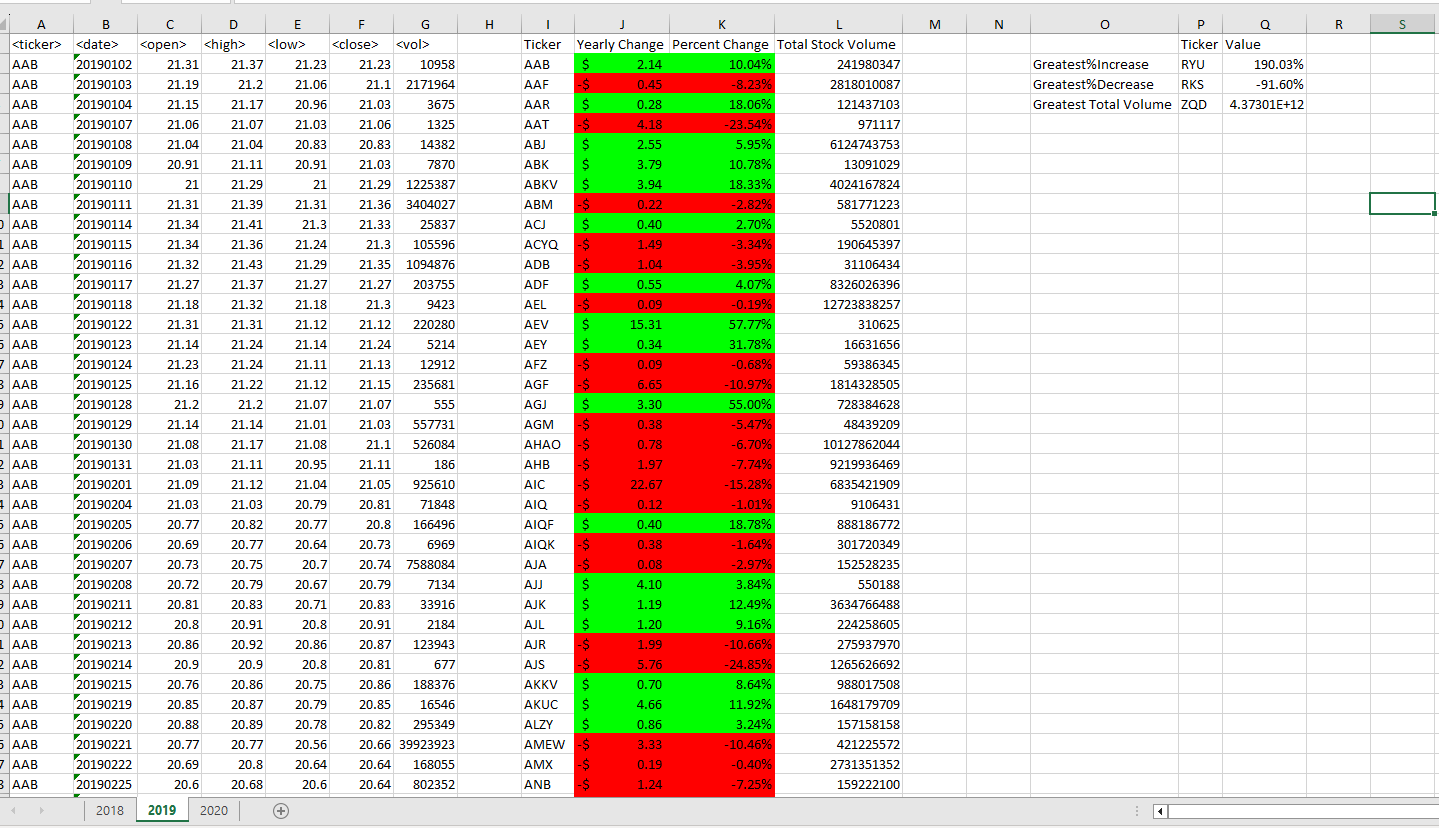 A B C D E F G H I J K L M N O P Q R S
<ticker> <date> <open> <high> <low> <close> <vol> Ticker Yearly Change Percent Change Total Stock Volume Ticker Value
AAB 20190102 21.31 21.37 21.23 21.23 10958 AAB $ 2.14 10.04% 241980347 Greatest%Increase RYU 190.03%
AAB 20190103 21.19 21.2 21.06 21.1 2171964 AAF -$ 0.45 -8.23% 2818010087 Greatest%Decrease RKS -91.60%
AAB 20190104 21.15 21.17 20.96 21.03 3675 AAR $ 0.28 18.06% 121437103 Greatest Total Volume ZQD 4.37301E+12
AAB 20190107 21.06 21.07 21.03 21.06 1325 AAT -$ 4.18 -23.54% 971117
AAB 20190108 21.04 21.04 20.83 20.83 14382 ABJ $ 2.55 5.95% 6124743753
AAB 20190109 20.91 21.11 20.91 21.03 7870 ABK $ 3.79 10.78% 13091029
AAB 20190110 21 21.29 21 21.29 1225387 ABKV $ 3.94 18.33% 4024167824
AAB 20190111 21.31 21.39 21.31 21.36 3404027 ABM -$ 0.22 -2.82% 581771223
AAB 20190114 21.34 21.41 21.3 21.33 25837 ACJ $ 0.40 2.70% 5520801
AAB 20190115 21.34 21.36 21.24 21.3 105596 ACYQ -$ 1.49 -3.34% 190645397
AAB 20190116 21.32 21.43 21.29 21.35 1094876 ADB -$ 1.04 -3.95% 31106434
AAB 20190117 21.27 21.37 21.27 21.27 203755 ADF $ 0.55 4.07% 8326026396
AAB 20190118 21.18 21.32 21.18 21.3 9423 AEL -$ 0.09 -0.19% 12723838257
AAB 20190122 21.31 21.31 21.12 21.12 220280 AEV $ 15.31 57.77% 310625
AAB 20190123 21.14 21.24 21.14 21.24 5214 AEY $ 0.34 31.78% 16631656
AAB 20190124 21.23 21.24 21.11 21.13 12912 AFZ -$ 0.09 -0.68% 59386345
AAB 20190125 21.16 21.22 21.12 21.15 235681 AGF -$ 6.65 -10.97% 1814328505
AAB 20190128 21.2 21.2 21.07 21.07 555 AGJ $ 3.30 55.00% 728384628
AAB 20190129 21.14 21.14 21.01 21.03 557731 AGM -$ 0.38 -5.47% 48439209
AAB 20190130 21.08 21.17 21.08 21.1 526084 AHAO -$ 0.78 -6.70% 10127862044
AAB 20190131 21.03 21.11 20.95 21.11 186 AHB -$ 1.97 -7.74% 9219936469
AAB 20190201 21.09 21.12 21.04 21.05 925610 AIC -$ 22.67 -15.28% 6835421909
AAB 20190204 21.03 21.03 20.79 20.81 71848 AIQ -$ 0.12 -1.01% 9106431
AAB 20190205 20.77 20.82 20.77 20.8 166496 AIQF $ 0.40 18.78% 888186772
AAB 20190206 20.69 20.77 20.64 20.73 6969 AIQK -$ 0.38 -1.64% 301720349
AAB 20190207 20.73 20.75 20.7 20.74 7588084 AJA -$ 0.08 -2.97% 152528235
AAB 20190208 20.72 20.79 20.67 20.79 7134 AJJ $ 4.10 3.84% 550188
AAB 20190211 20.81 20.83 20.71 20.83 33916 AJK $ 1.19 12.49% 3634766488
AAB 20190212 20.8 20.91 20.8 20.91 2184 AJL $ 1.20 9.16% 224258605
AAB 20190213 20.86 20.92 20.86 20.87 123943 AJR -$ 1.99 -10.66% 275937970
AAB 20190214 20.9 20.9 20.8 20.81 677 AJS -$ 5.76 -24.85% 1265626692
AAB 20190215 20.76 20.86 20.75 20.86 188376 AKKV $ 0.70 8.64% 988017508
AAB 20190219 20.85 20.87 20.79 20.85 16546 AKUC $ 4.66 11.92% 1648179709
AAB 20190220 20.88 20.89 20.78 20.82 295349 ALZY $ 0.86 3.24% 157158158
AAB 20190221 20.77 20.77 20.56 20.66 39923923 AMEW -$ 3.33 -10.46% 421225572
AAB 20190222 20.69 20.8 20.64 20.64 168055 AMX -$ 0.19 -0.40% 2731351352
AAB 20190225 20.6 20.68 20.6 20.64 802352 ANB -$ 1.24 -7.25% 159222100
2018 2019 2020